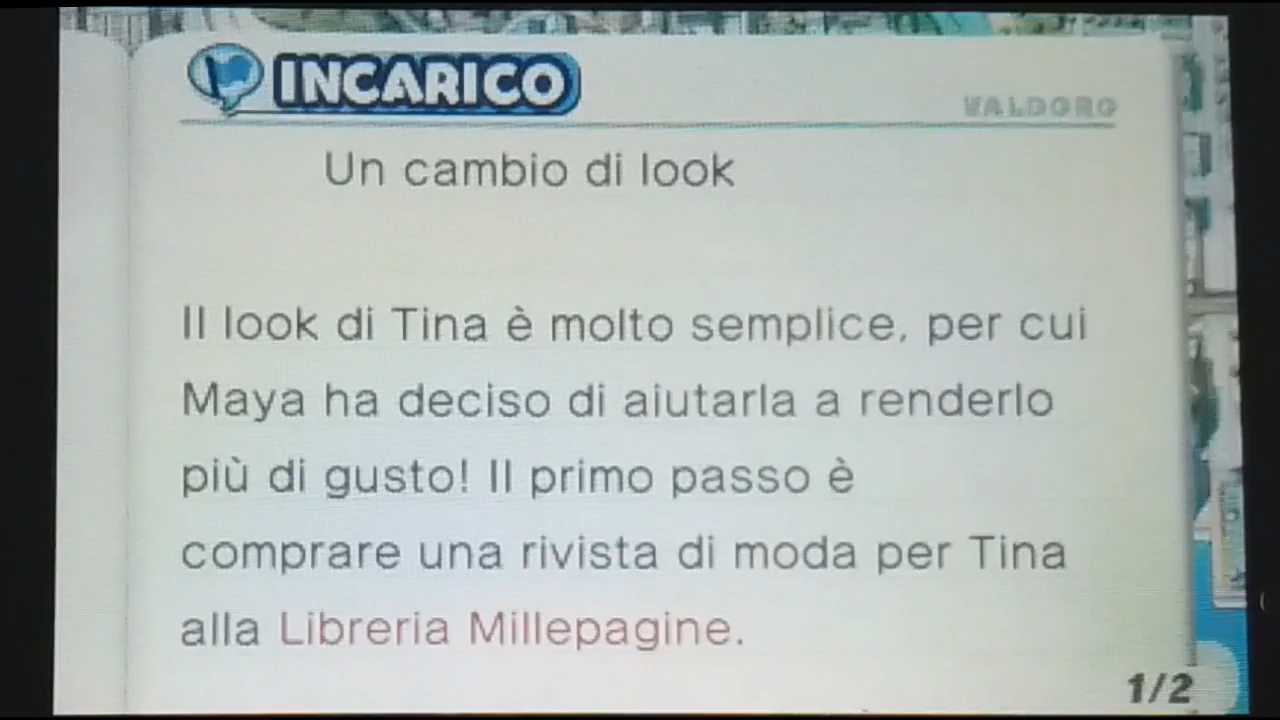 INCARICO
VALDORO
Un cambio di look
Il look di Tina è molto semplice, per cui
Maya ha deciso di aiutarla a renderlo
più di gusto! Il primo passo è
comprare una rivista di moda per Tina
alla Libreria Millepagine.
1/2